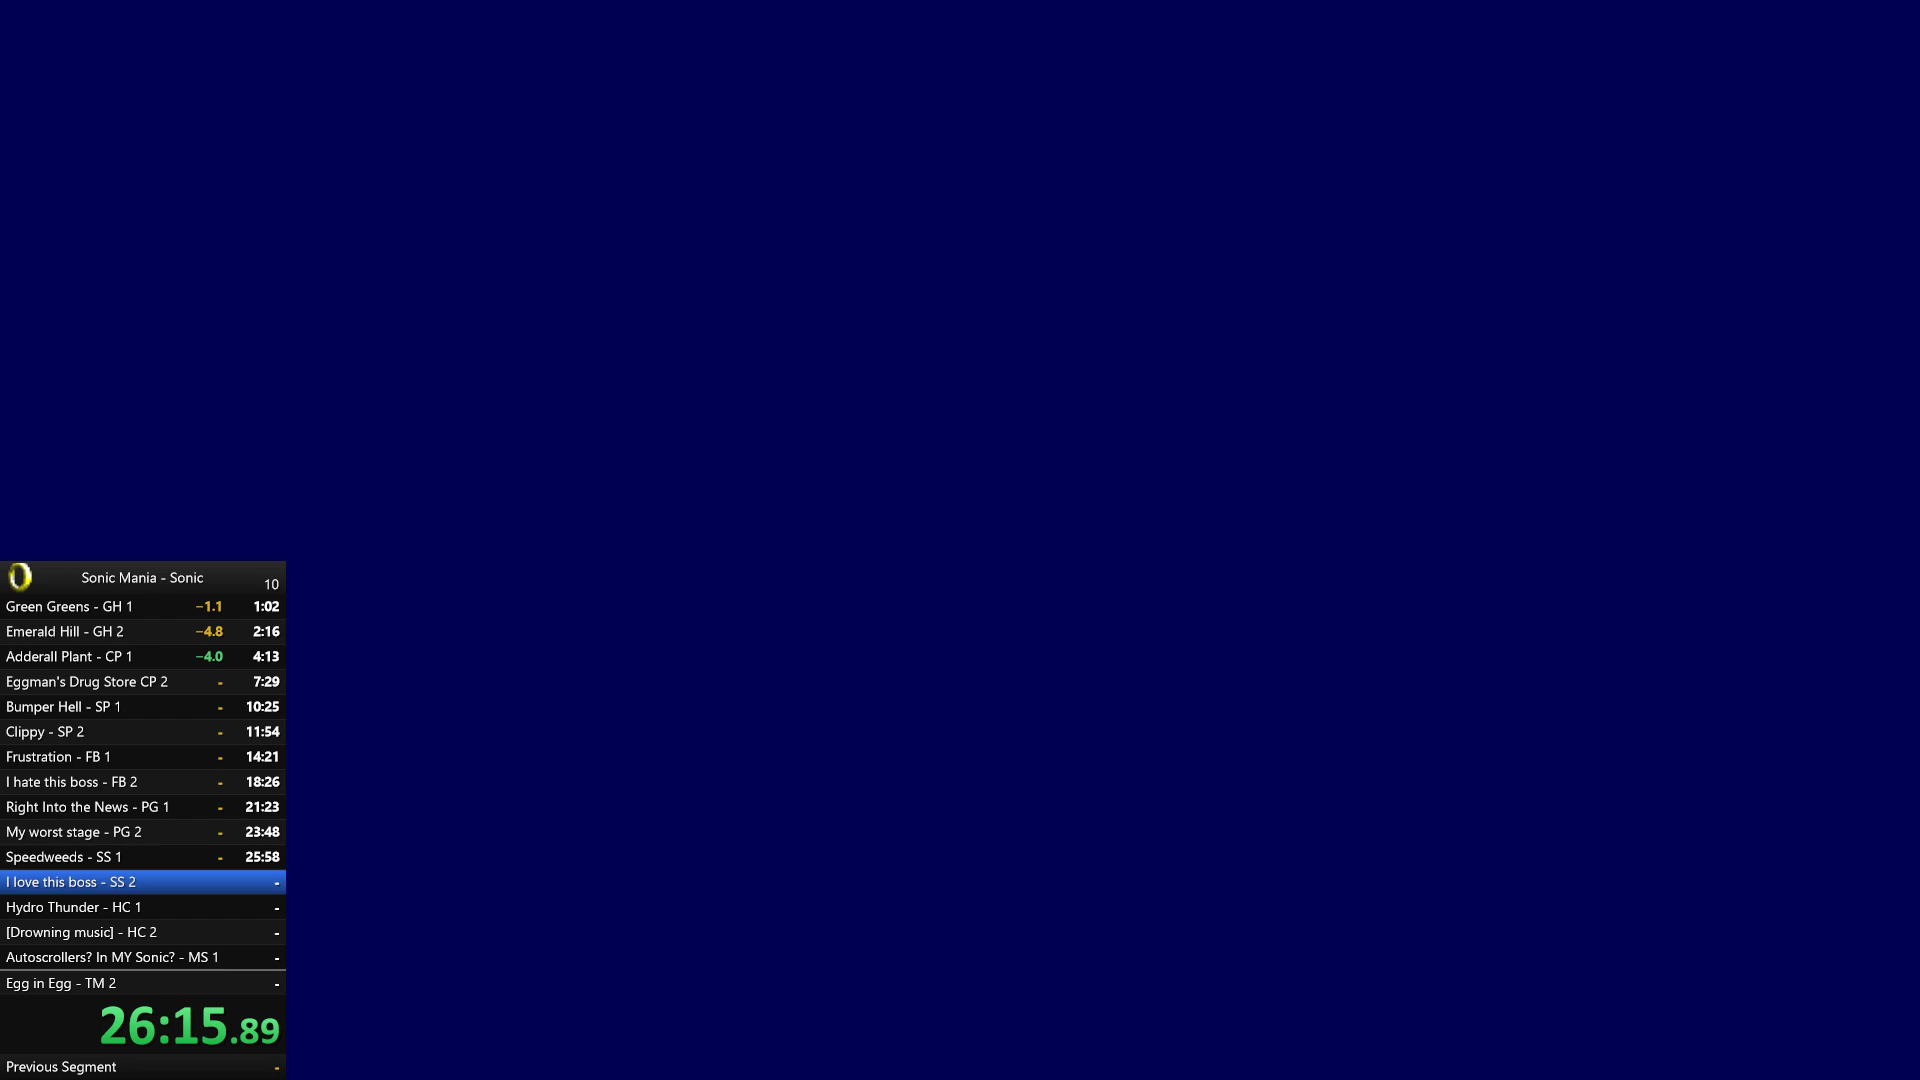 Sonic Mania - Sonic
10
Green Greens - GH 1 −1.1 1:02
Emerald Hill - GH 2 −4.8 2:16
Adderall Plant - CP 1 −4.0 4:13
Eggman's Drug Store CP 2 - 7:29
Bumper Hell - SP 1 - 10:25
Clippy - SP 2 - 11:54
Frustration - FB 1 - 14:21
I hate this boss - FB 2 - 18:26
Right Into the News - PG 1 - 21:23
My worst stage - PG 2 - 23:48
Speedweeds - SS 1 - 25:58
I love this boss - SS 2 -
Hydro Thunder - HC 1 -
[Drowning music] - HC 2 -
Autoscrollers? In MY Sonic? - MS 1 -
Egg in Egg - TM 2 -
26:15.89
Previous Segment -